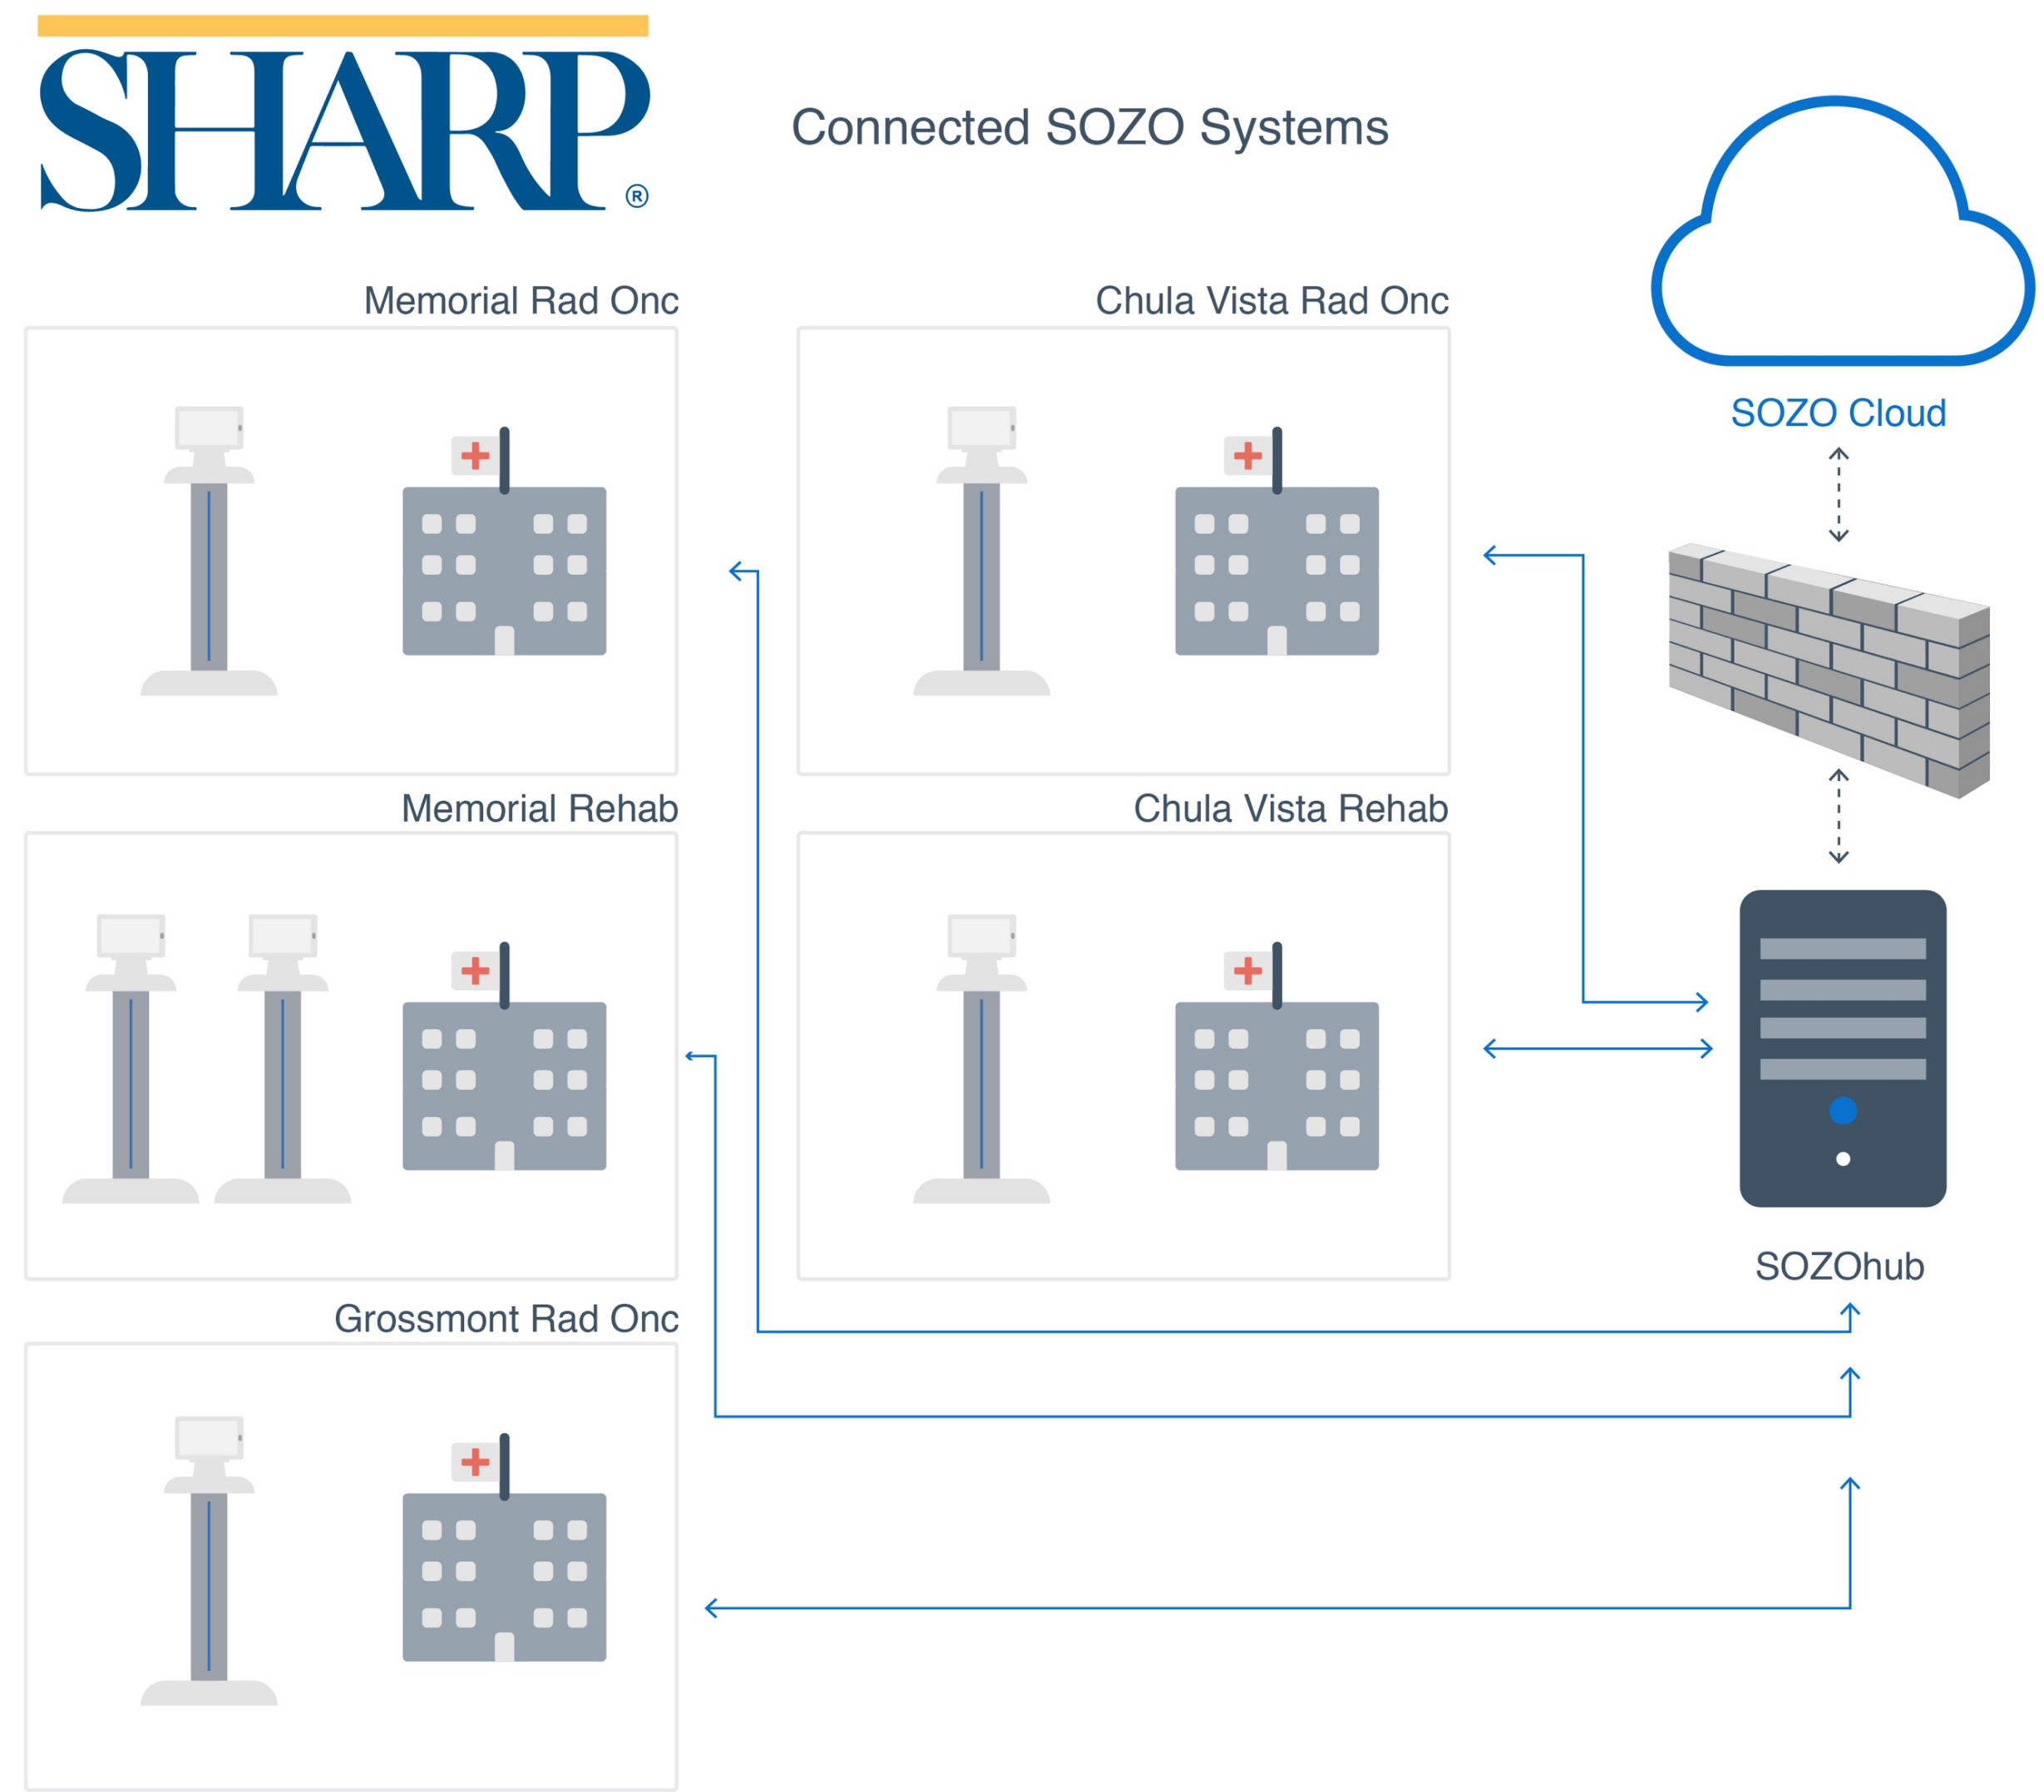 SHARP®
Connected SOZO Systems
SOZO Cloud
Memorial Rad Onc
Chula Vista Rad Onc
Memorial Rehab
Chula Vista Rehab
SOZOhub
Grossmont Rad Onc